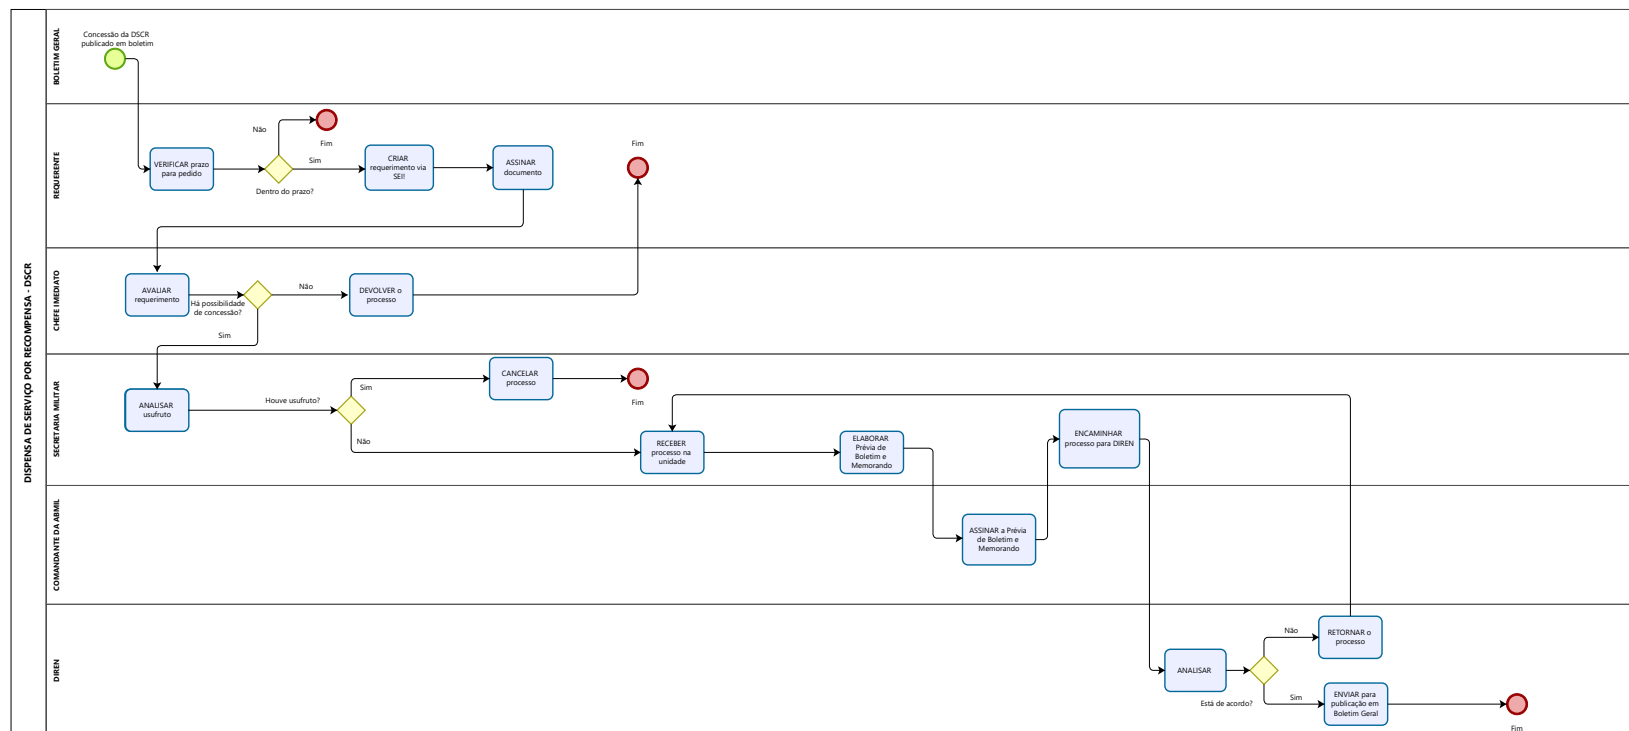 DISPENSA DE SERVIÇO POR RECOMPENSA - DSCR
BOLETIM GERAL
Concessão da DSCR
publicado em boletim
REQUERENTE
VERIFICAR prazo
para pedido
Dentro do prazo?
Não
Fim
Sim
CRIAR
requerimento via
SEI!
ASSINAR
documento
Fim
CHEFE IMEDIATO
AVALIAR
requerimento
Há possibilidade
de concessão?
Não
DEVOLVER o
processo
Sim
SECRETARIA MILITAR
ANALISAR
usufruto
Houve usufruto?
Sim
CANCELAR
processo
Fim
Não
RECEBER
processo na
unidade
ELABORAR
Prévia de
Boletim e
Memorando
ENCAMINHAR
processo para DIREN
COMANDANTE DA ABMIL
ASSINAR a Prévia
de Boletim e
Memorando
DIREN
ANALISAR
Está de acordo?
Não
RETORNAR o
processo
Sim
ENVIAR para
publicação em
Boletim Geral
Fim